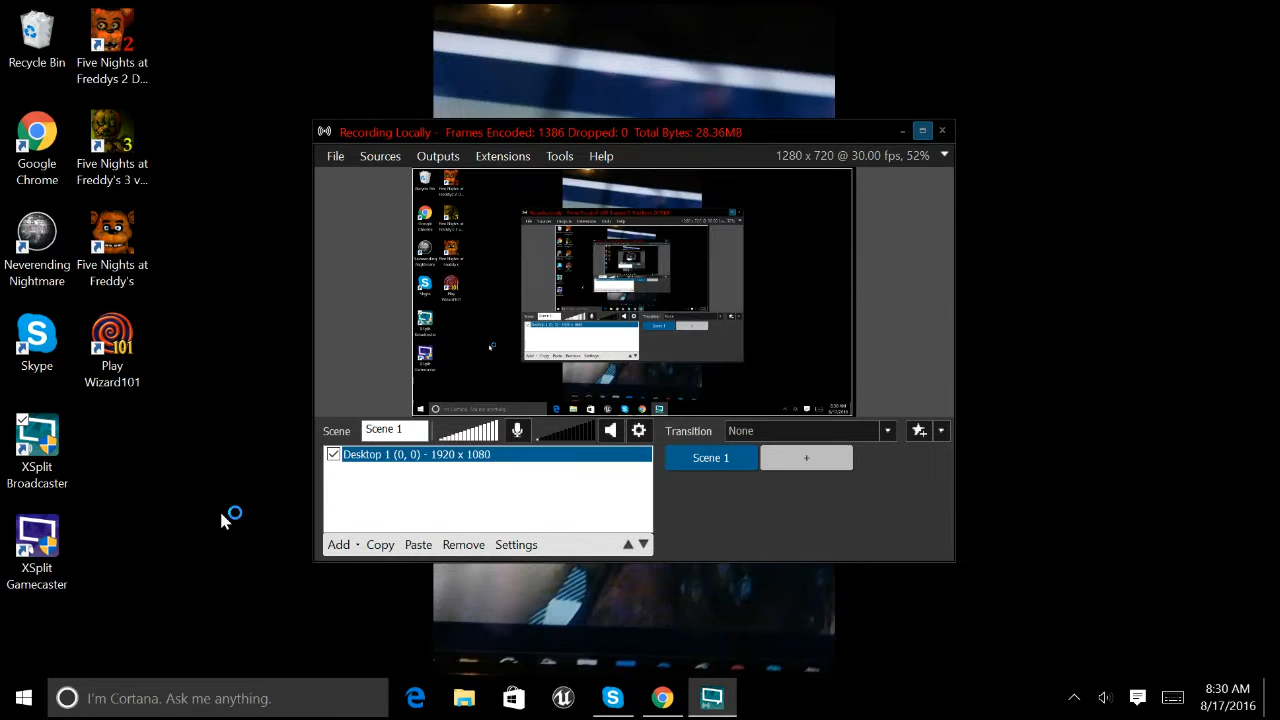 Recycle Bin
Five Nights at
Freddys 2 D...
2
Google
Chrome
Five Nights at
Freddy's 3 v...
3
Neverending
Nightmare
Five Nights at
Freddy's
Skype
Play
Wizard101
101
XSplit
Broadcaster
XSplit
Gamecaster
Recording Locally - Frames Encoded: 1386 Dropped: 0 Total Bytes: 28.36MB
File Sources Outputs Extensions Tools Help
1280 x 720 @ 30.00 fps, 52%
Scene
Scene 1
Transition
None
Desktop 1 (0, 0) - 1920 x 1080
Scene 1
+
Add Copy Paste Remove Settings
I'm Cortana. Ask me anything.
8:30 AM
8/17/2016